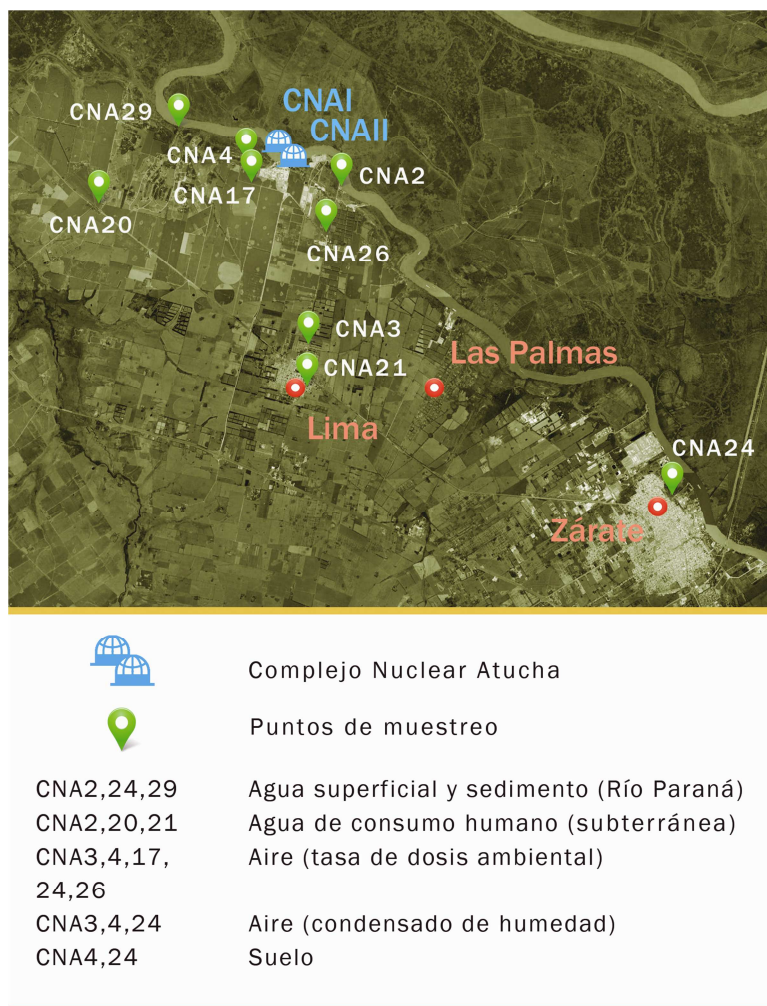 CNAI
CNAII
CNA29
CNA4
CNA17
CNA2
CNA20
CNA26
CNA3
CNA21
Las Palmas
Lima
CNA24
Zárate
Complejo Nuclear Atucha
Puntos de muestreo
CNA2,24,29 Agua superficial y sedimento (Río Paraná)
CNA2,20,21 Agua de consumo humano (subterránea)
CNA3,4,17, Aire (tasa de dosis ambiental)
24,26
CNA3,4,24 Aire (condensado de humedad)
CNA4,24 Suelo